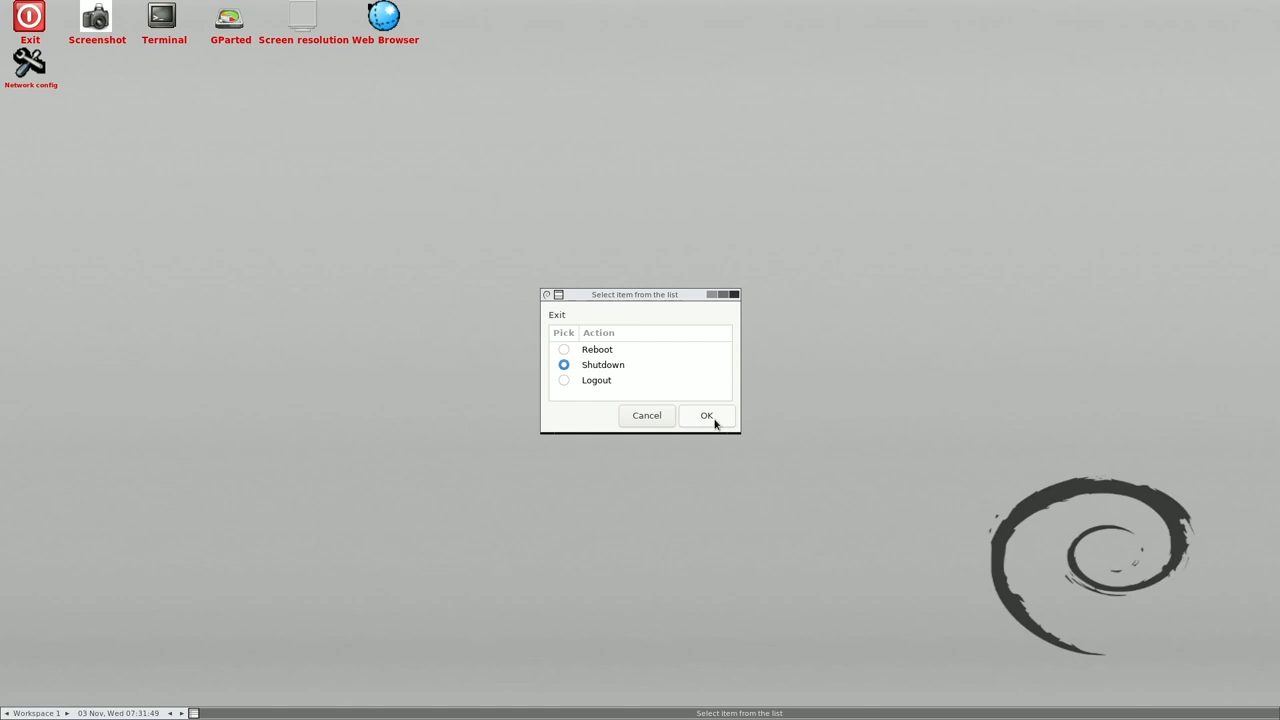 Exit
Screenshot
Terminal
GParted
Screen resolution
Web Browser
Network config
Select item from the list
Exit
Pick Action
Reboot
Shutdown
Logout
Cancel OK
Workspace 1 03 Nov, Wed 07:31:49 Select item from the list